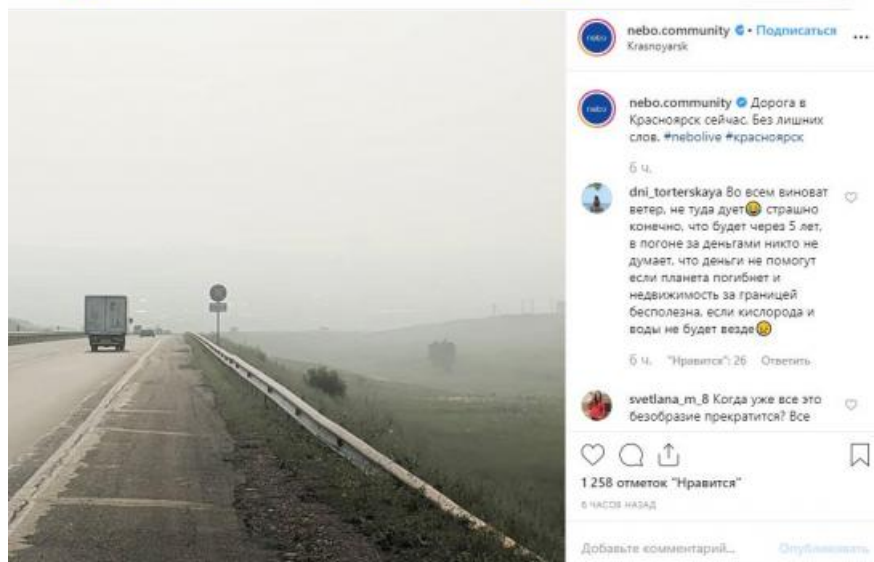 nebo
nebo.community • Подписаться
Krasnoyarsk
nebo
nebo.community Дорога в
Красноярск сейчас. Без лишних
слов. #nebolive #красноярск
6 ч.
dni_torterskaya Во всем виноват
ветер, не туда дует страшно
конечно, что будет через 5 лет,
в погоне за деньгами никто не
думает, что деньги не помогут
если планета погибнет и
недвижимость за границей
бесполезна, если кислорода и
воды не будет везде
6 ч. "Нравится": 26 Ответить
svetlana_m_8 Когда уже все это
безобразие прекратится? Все
1 258 отметок "Нравится"
6 ЧАСОВ НАЗАД
Добавьте комментарий... Опубликовать